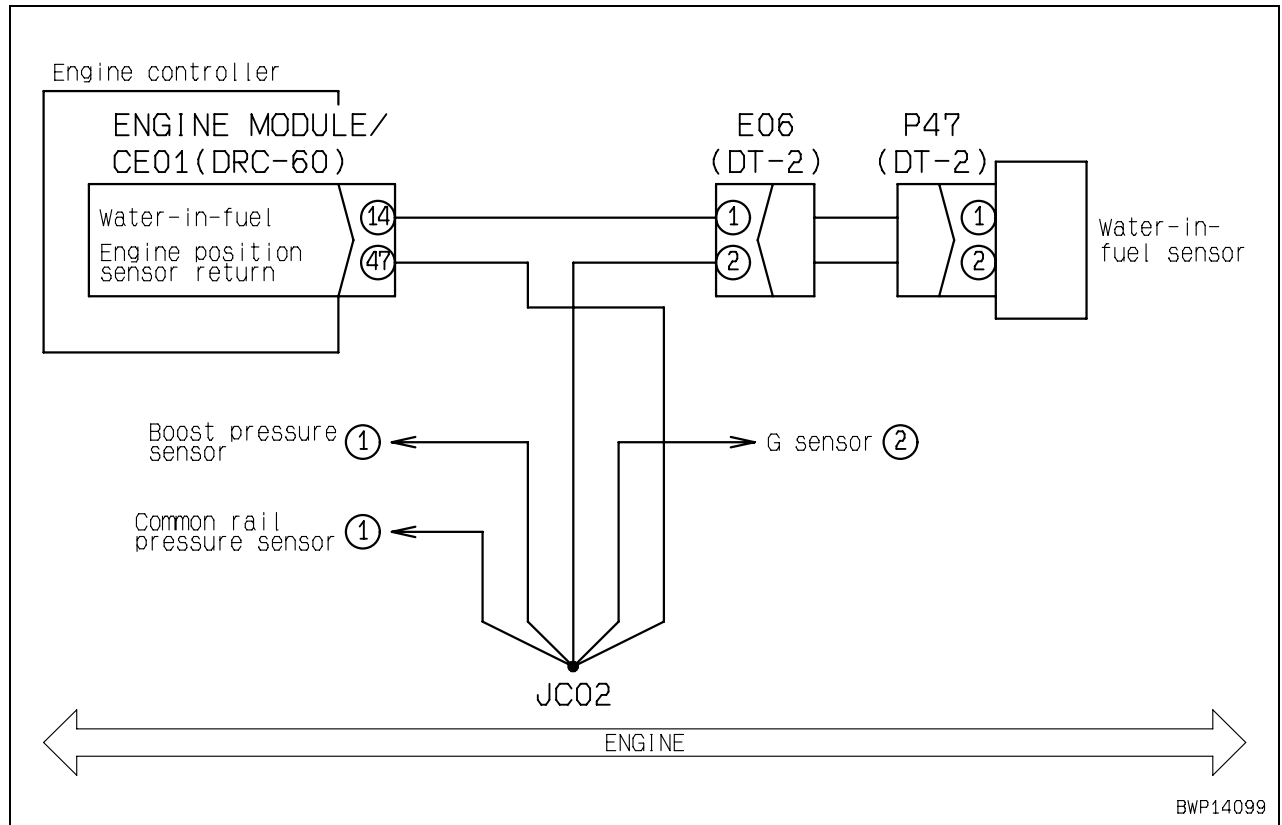 Engine controller
ENGINE MODULE/
CE01(DRC-60)
E06
(DT-2)
P47
(DT-2)
Water-in-fuel
14
1
1
Engine position
sensor return
47
2
2
Water-in-
fuel sensor
Boost pressure
sensor
1
G sensor 2
Common rail
pressure sensor
1
JC02
ENGINE
BWP14099